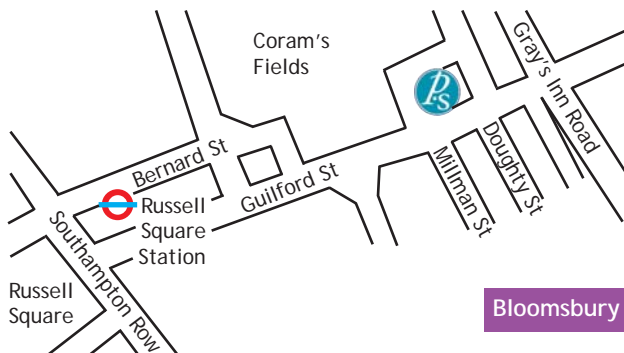 Coram's
Fields
Gray's Inn Road
p.s
Bernard St
Doughty St
Millman St
Guilford St
Russell
Square
Station
Southampton Row
Russell
Square
Bloomsbury